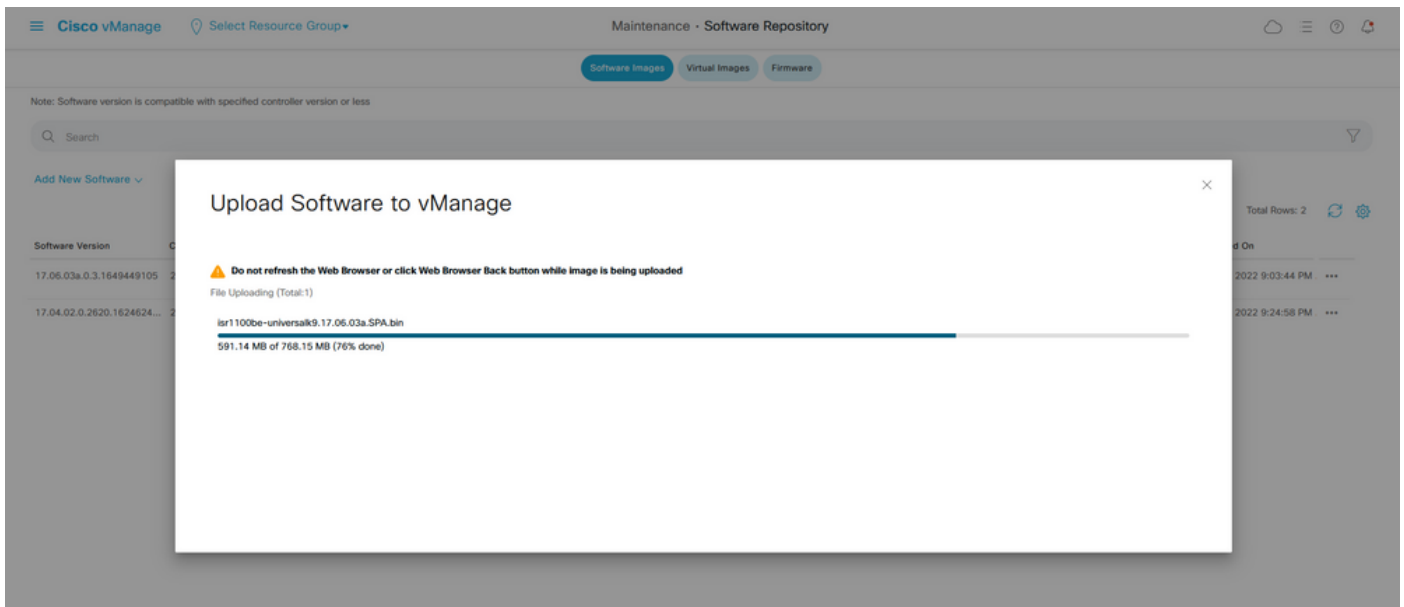 Cisco vManage Select Resource Group Maintenance · Software Repository
Software Images Virtual Images Firmware
Note: Software version is compatible with specified controller version or less
Search
Add New Software
Total Rows: 2
Software Version C d On
17.06.03a.0.3.1649449105 2 2022 9:03:44 PM ...
17.04.02.0.2620.1624624... 2 2022 9:24:58 PM ...
Upload Software to vManage
Do not refresh the Web Browser or click Web Browser Back button while image is being uploaded
File Uploading (Total:1)
isr1100be-universalk9.17.06.03a.SPA.bin
591.14 MB of 768.15 MB (76% done)